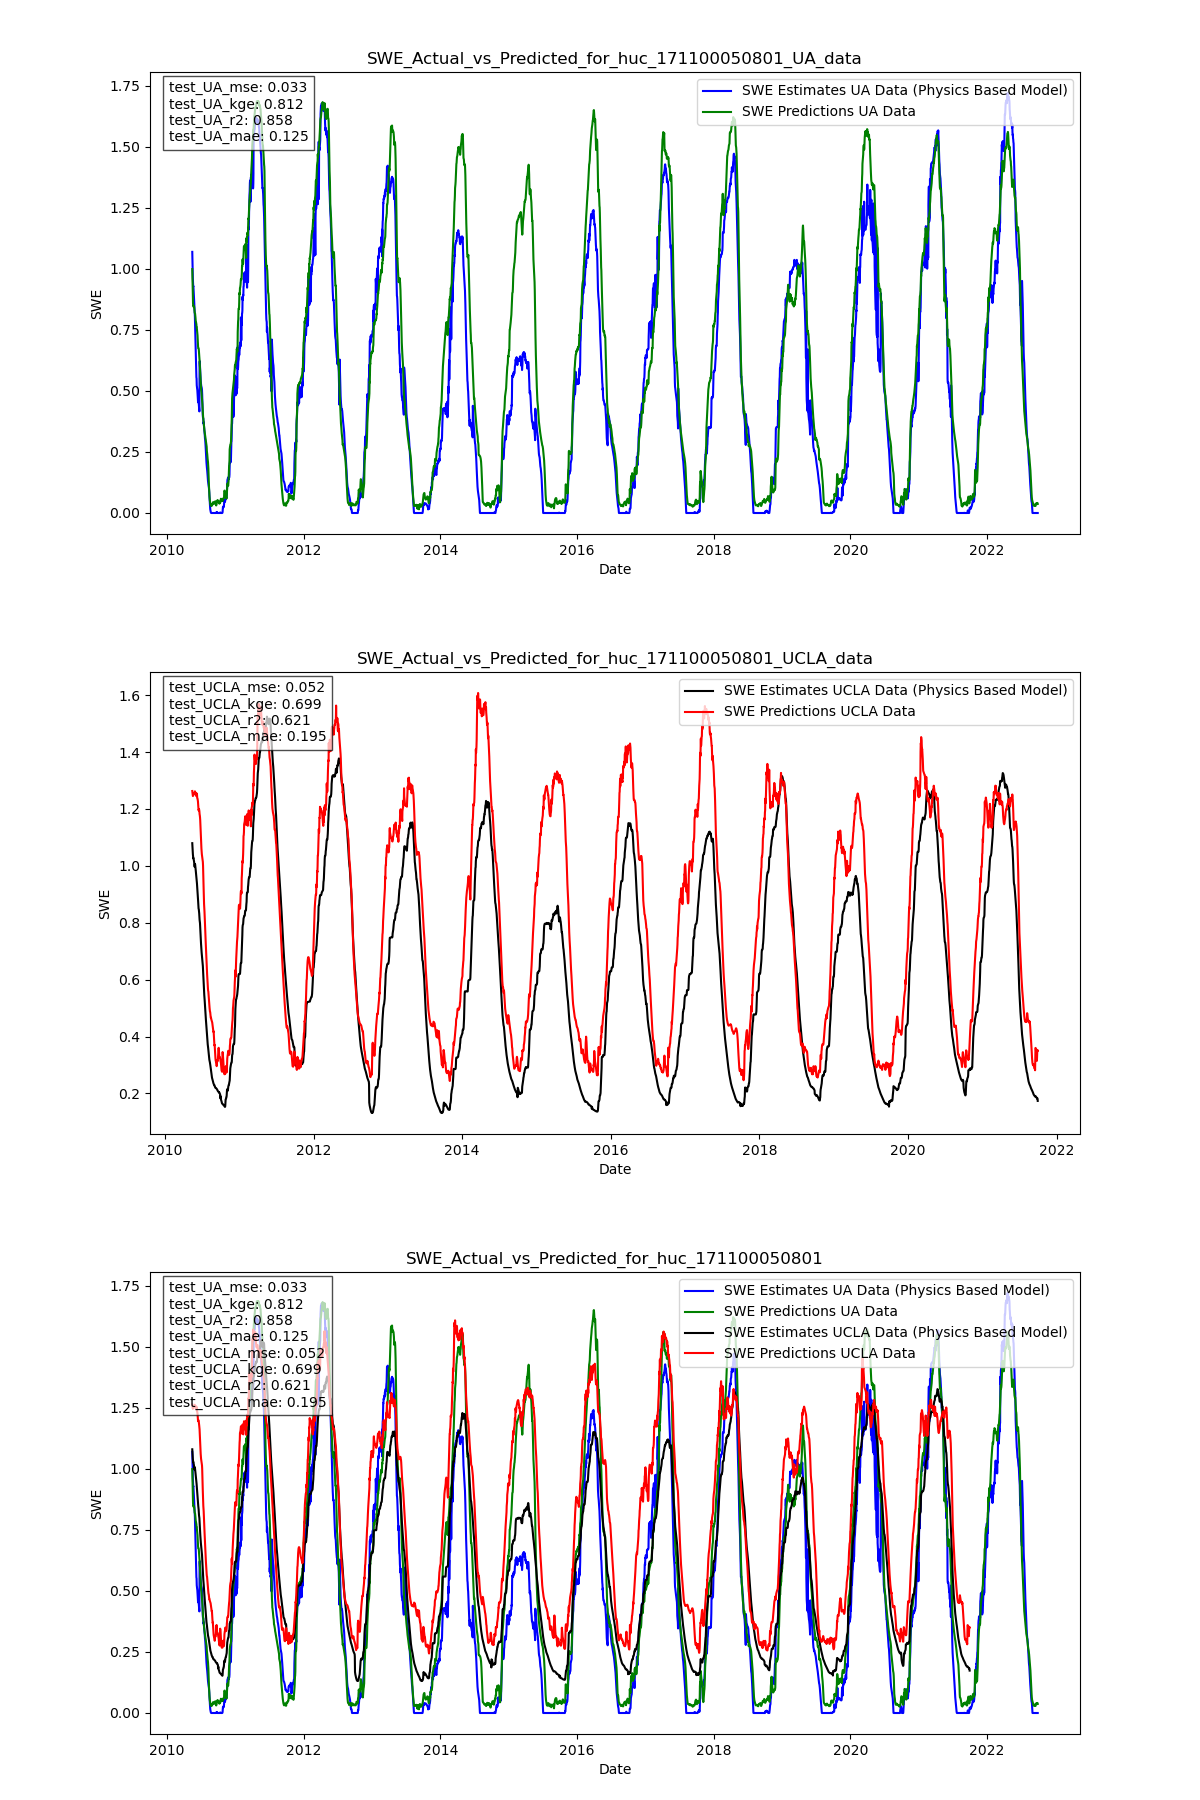 SWE_Actual_vs_Predicted_for_huc_171100050801_UA_data
test_UA_mse: 0.033
test_UA_kge: 0.812
test_UA_r2: 0.858
test_UA_mae: 0.125
SWE Estimates UA Data (Physics Based Model)
SWE Predictions UA Data
1.75
1.50
1.25
1.00
0.75
0.50
0.25
0.00
SWE
2010 2012 2014 2016 2018 2020 2022
Date
SWE_Actual_vs_Predicted_for_huc_171100050801_UCLA_data
test_UCLA_mse: 0.052
test_UCLA_kge: 0.699
test_UCLA_r2: 0.621
test_UCLA_mae: 0.195
SWE Estimates UCLA Data (Physics Based Model)
SWE Predictions UCLA Data
1.6
1.4
1.2
1.0
0.8
0.6
0.4
0.2
SWE
2010 2012 2014 2016 2018 2020 2022
Date
SWE_Actual_vs_Predicted_for_huc_171100050801
test_UA_mse: 0.033
test_UA_kge: 0.812
test_UA_r2: 0.858
test_UA_mae: 0.125
test_UCLA_mse: 0.052
test_UCLA_kge: 0.699
test_UCLA_r2: 0.621
test_UCLA_mae: 0.195
SWE Estimates UA Data (Physics Based Model)
SWE Predictions UA Data
SWE Estimates UCLA Data (Physics Based Model)
SWE Predictions UCLA Data
1.75
1.50
1.25
1.00
0.75
0.50
0.25
0.00
SWE
2010 2012 2014 2016 2018 2020 2022
Date